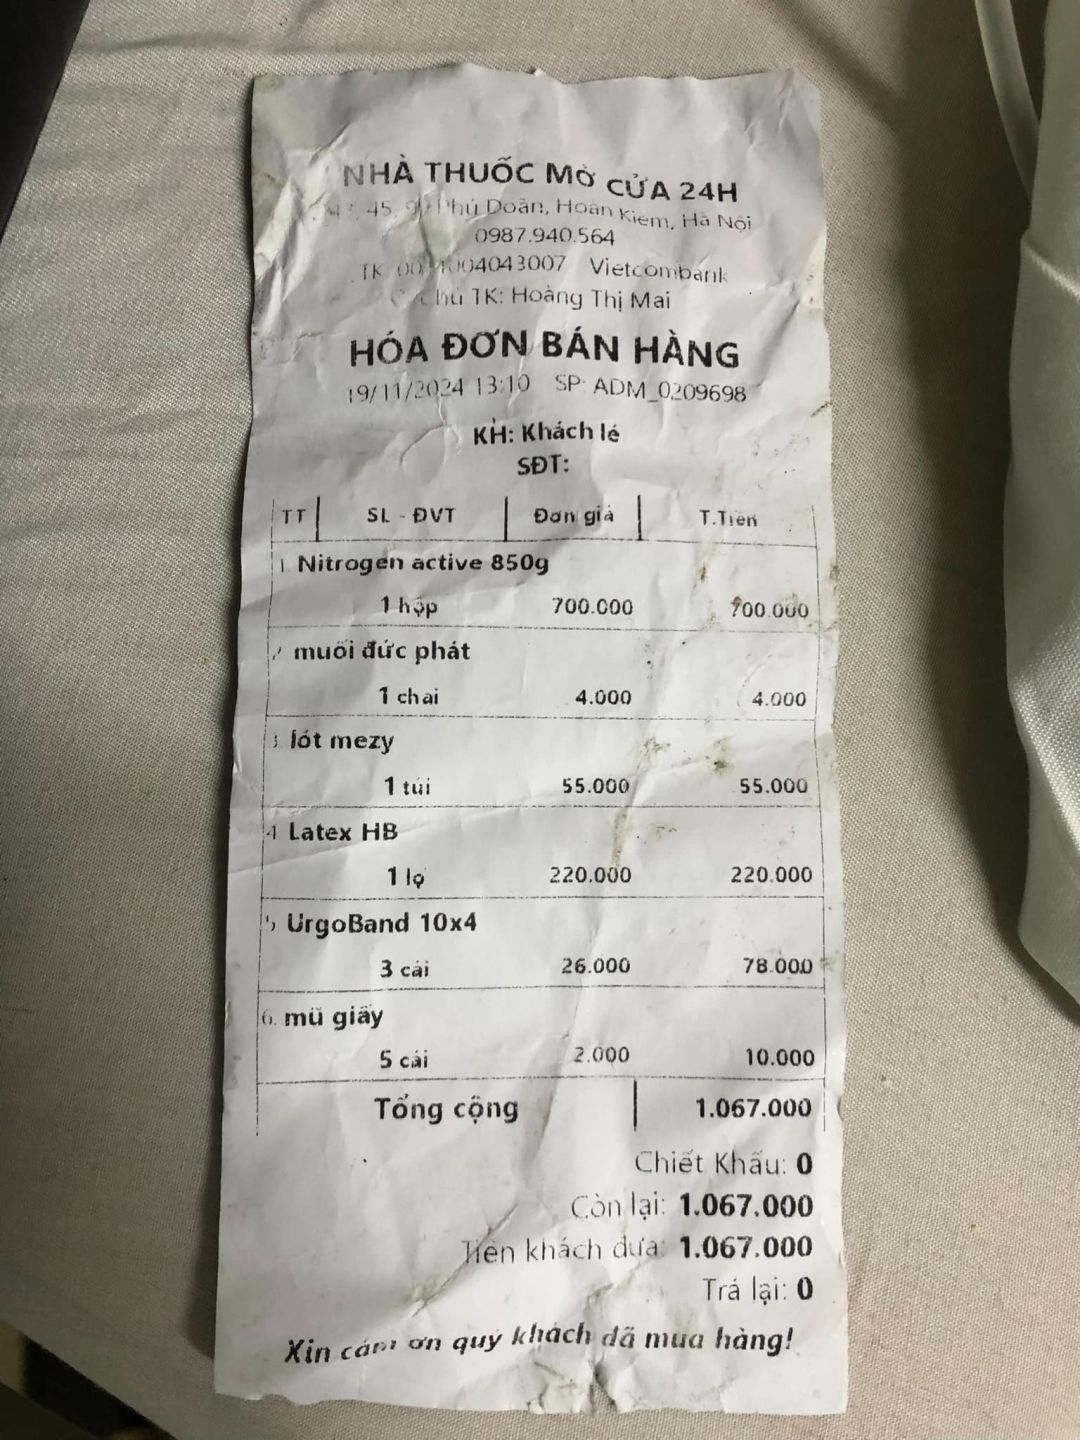 NHÀ THUỐC MỞ CỬA 24H
45, Phủ Doãn, Hoàn Kiếm, Hà Nội
0987.940.564
TK Vietcombank
Chủ TK: Hoàng Thị Mai
HÓA ĐƠN BÁN HÀNG
19/11/2024 13:10 SP: ADM_0209698
KH: Khách lẻ
SĐT:
TT SL - ĐVT Đơn giá T.Tiền
1. Nitrogen active 850g
1 hộp 700.000 700.000
2 muối đức phát
1 chai 4.000 4.000
3 lót mezy
1 túi 55.000 55.000
4 Latex HB
1 lọ 220.000 220.000
5 UrgoBand 10x4
3 cái 26.000 78.000
6. mũ giấy
5 cái 2.000 10.000
Tổng cộng 1.067.000
Chiết Khấu: 0
Còn lại: 1.067.000
Tiền khách đưa: 1.067.000
Trả lại: 0
Xin cảm ơn quý khách đã mua hàng!